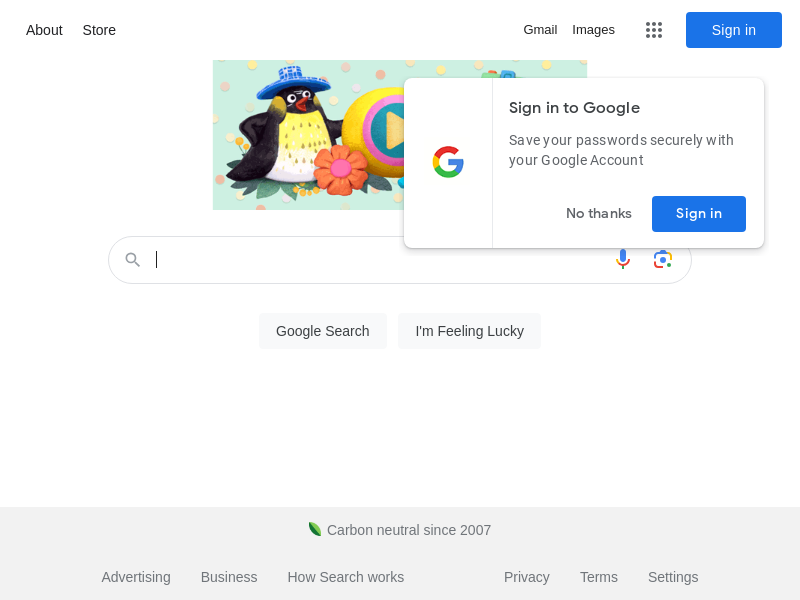 About
Store
Gmail
Images
Sign in
Sign in to Google
Save your passwords securely with
your Google Account
No thanks
Sign in
Google Search
I'm Feeling Lucky
Carbon neutral since 2007
Advertising
Business
How Search works
Privacy
Terms
Settings